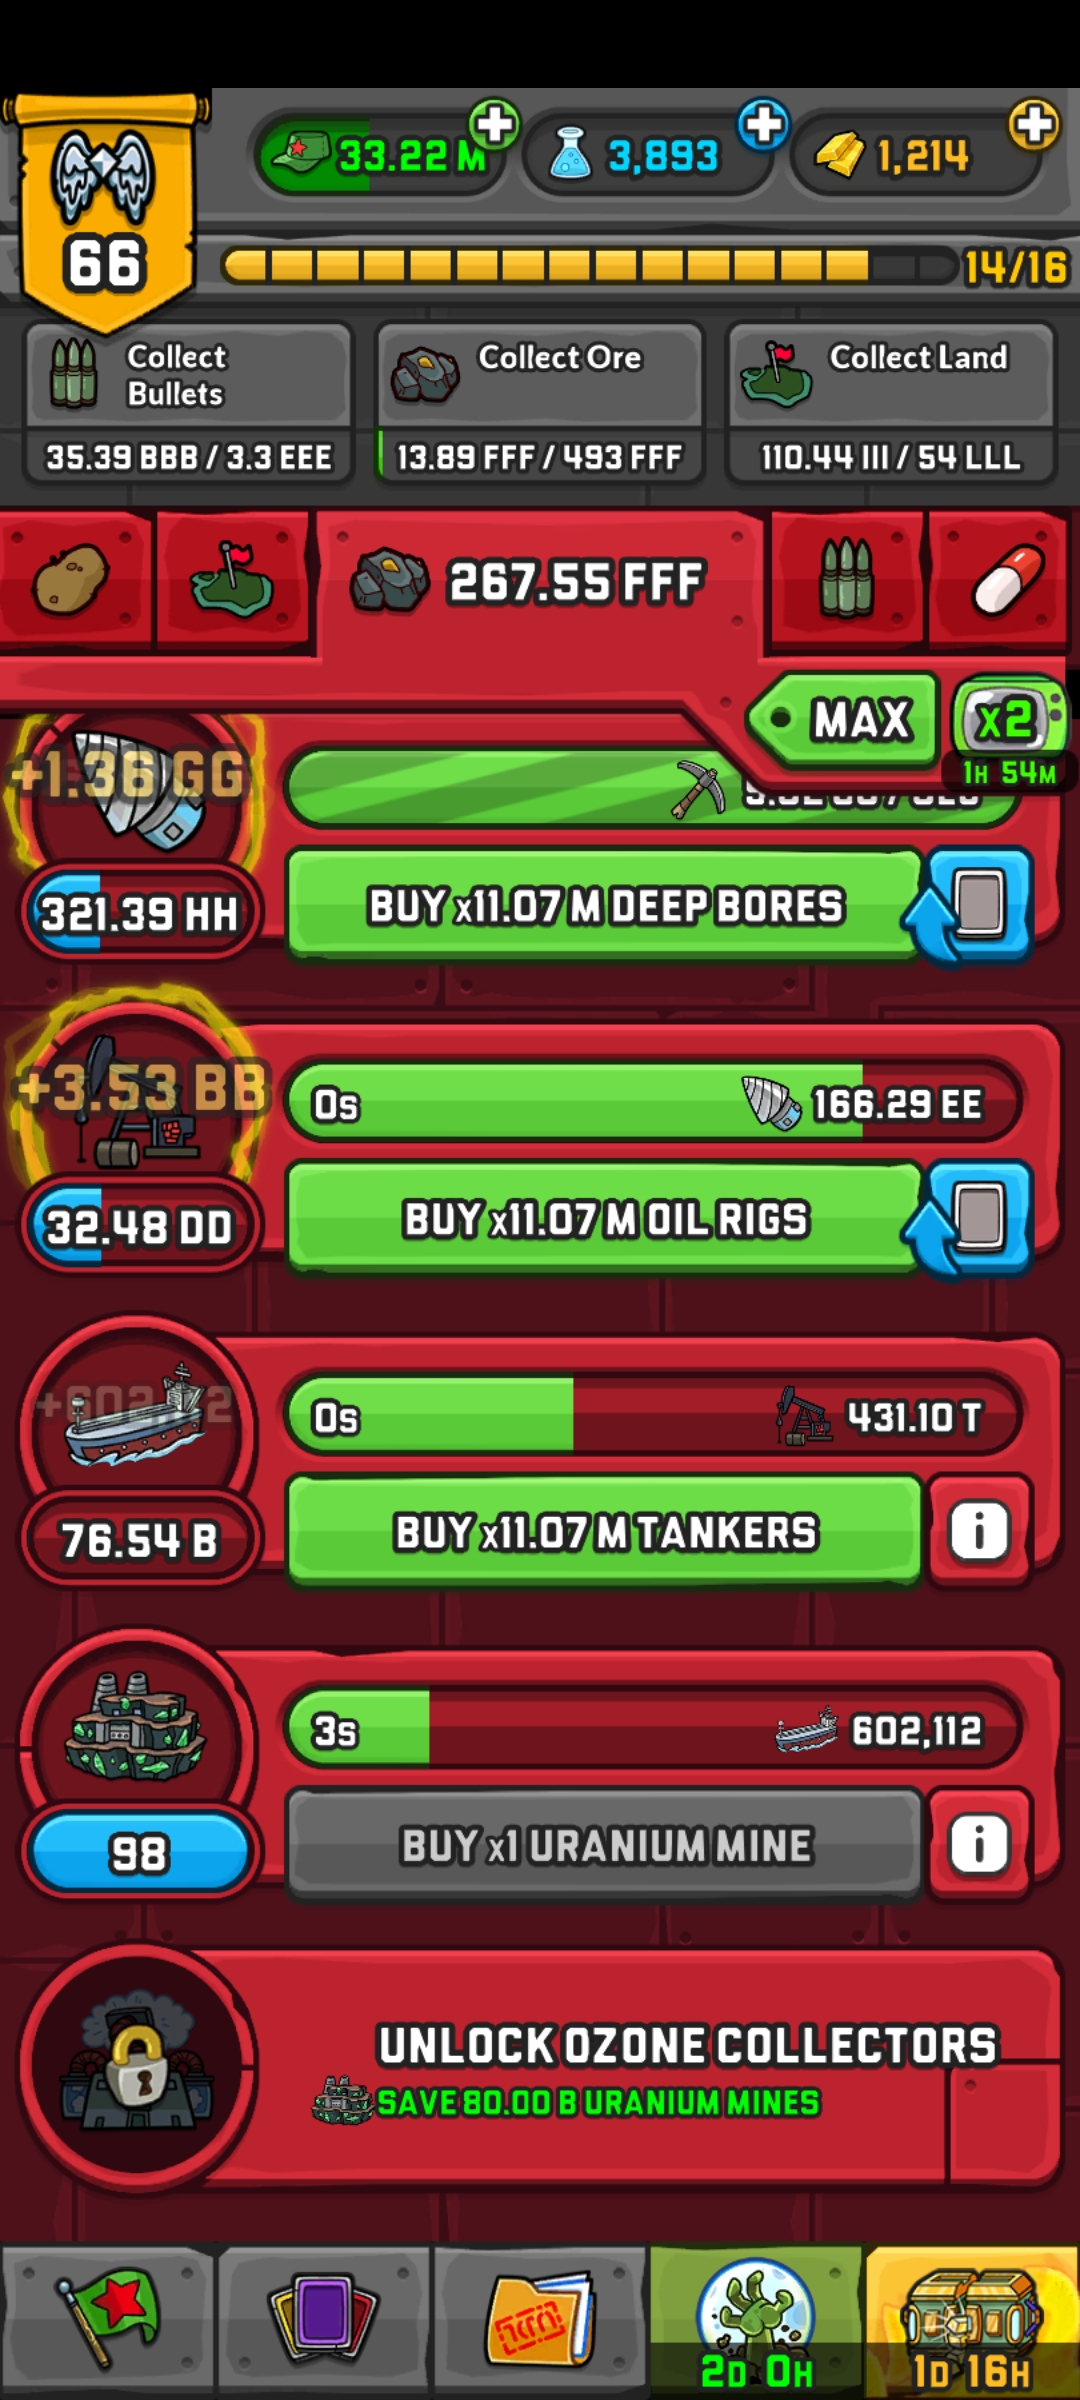 33.22 M
3,893
1,214
66
14/16
Collect
Bullets
35.39 BBB / 3.3 EEE
Collect Ore
13.89 FFF / 493 FFF
Collect Land
110.44 III / 54 LLL
267.55 FFF
MAX
x2
1H 54M
+1.36 GG
321.39 HH
BUY x11.07 M DEEP BORES
+3.53 BB
0s
166.29 EE
32.48 DD
BUY x11.07 M OIL RIGS
0s
431.10 T
76.54 B
BUY x11.07 M TANKERS
i
3s
602,112
98
BUY x1 URANIUM MINE
i
UNLOCK OZONE COLLECTORS
SAVE 80.00 B URANIUM MINES
2D 0H
1D 16H